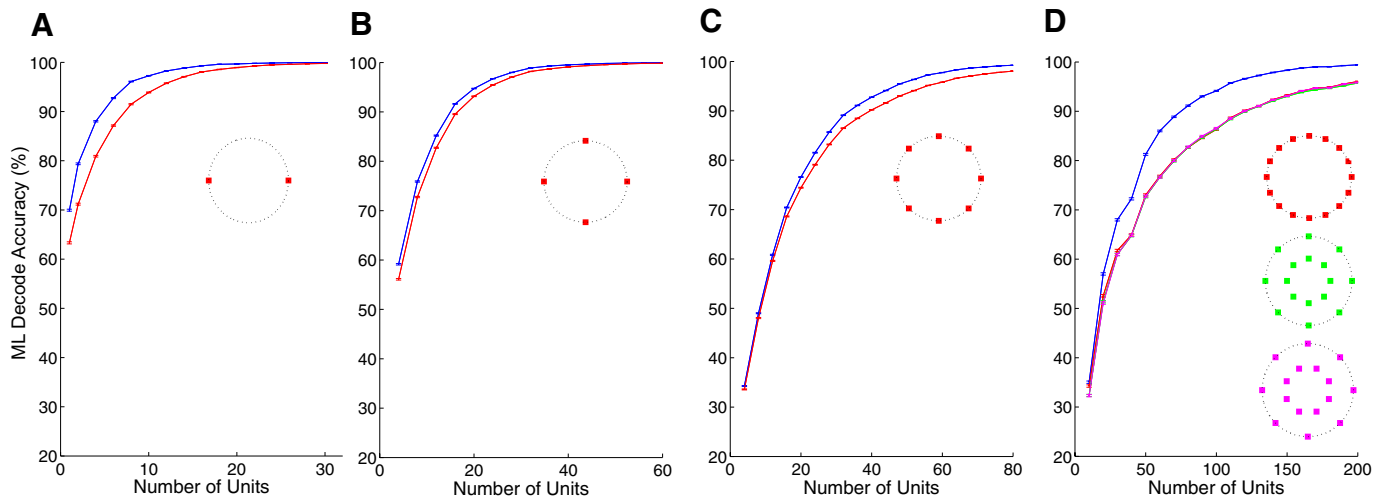 A B C D
100 100 100 100
90 90 90 90
80 80 80 80
70 70 70 70
60 60 60 60
50 50 50 50
40 40 40 40
30 30 30 30
20 20 20 20
ML Decode Accuracy (%)
0 10 20 30 0 20 40 60 0 20 40 60 80 0 50 100 150 200
Number of Units Number of Units Number of Units Number of Units